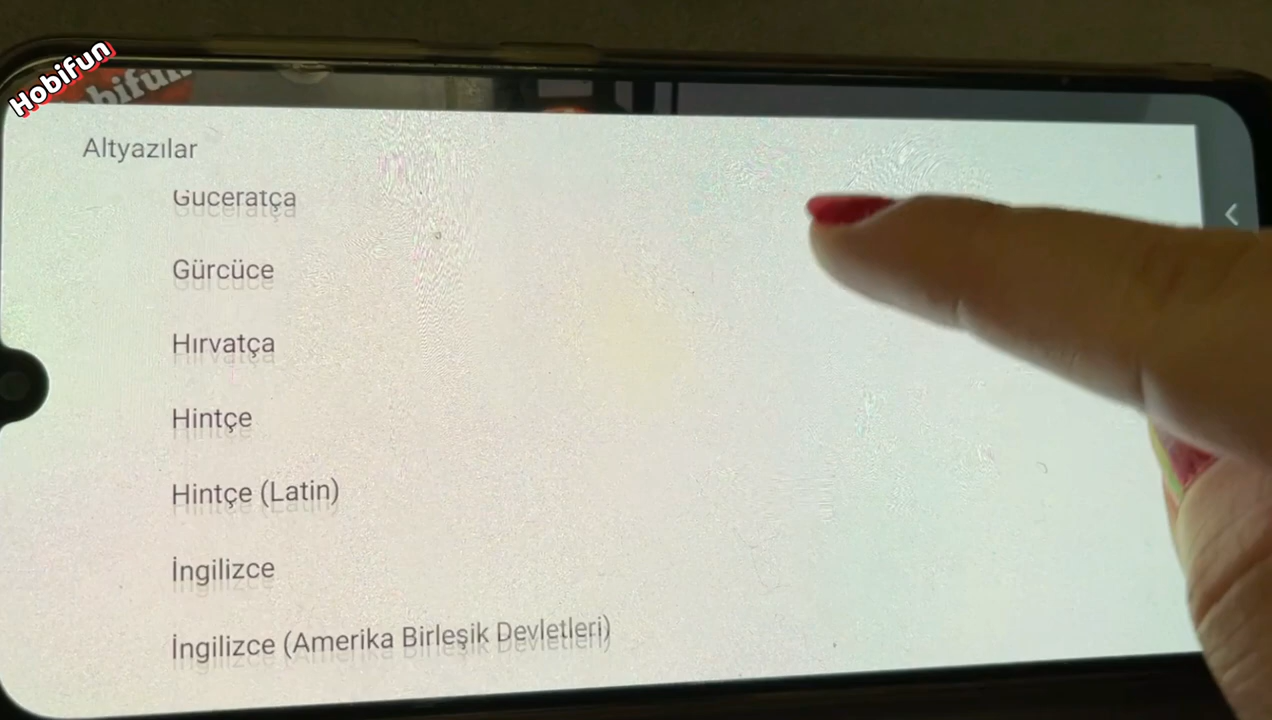 Hobifun
Altyazılar
Guceratça
Gürcüce
Hırvatça
Hintçe
Hintçe (Latin)
İngilizce
İngilizce (Amerika Birleşik Devletleri)